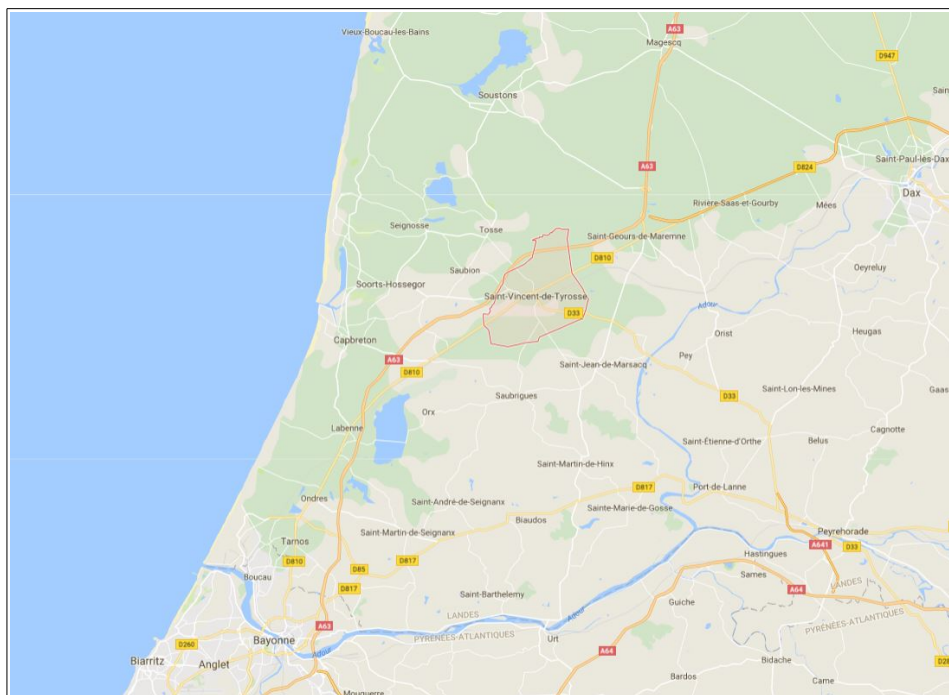 Vieux-Boucau-les-Bains
A63
Magescq
D947
Soustons
Saint-Paul-lès-Dax
A63
D824
Dax
Rivière-Saas-et-Gourby
Mées
Seignosse
Tosse
Saint-Geours-de-Maremne
D810
Saubion
Oeyreluy
Soorts-Hossegor
Saint-Vincent-de-Tyrosse
Adour
D33
Orist
Heugas
Capbreton
Pey
A63
Saint-Jean-de-Marsacq
D810
Saint-Lon-les-Mines
Gaas
Saubrigues
D33
Orx
Labenne
Cagnotte
Saint-Étienne-d'Orthe
Belus
Saint-Martin-de-Hinx
D817
Port-de-Lanne
Ondres
Saint-André-de-Seignanx
Sainte-Marie-de-Gosse
Biaudos
Saint-Martin-de-Seignanx
Peyrehorade
Tarnos
A641
D33
Hastingues
D810
D817
D85
Boucau
Sames
D817
A64
LANDES
Saint-Barthelemy
Guiche
LANDES
Adour
A63
PYRÉNÉES-ATLANTIQUES
PYRÉNÉES-ATLANTIQUES
Bayonne
Urt
D260
Adour
A64
Biarritz
Anglet
Bidache
Bardos
Came
Mouguerre